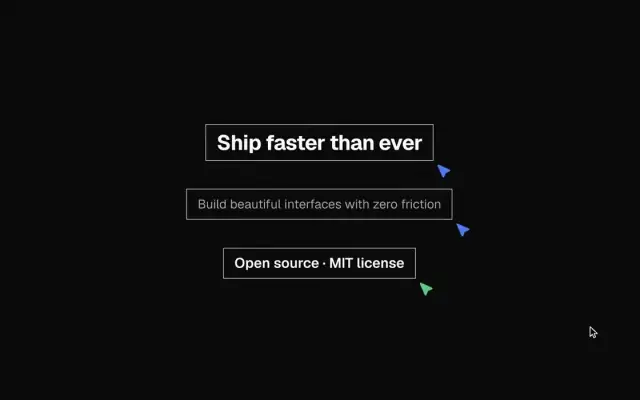 Ship faster than ever
Build beautiful interfaces with zero friction
Open source · MIT license